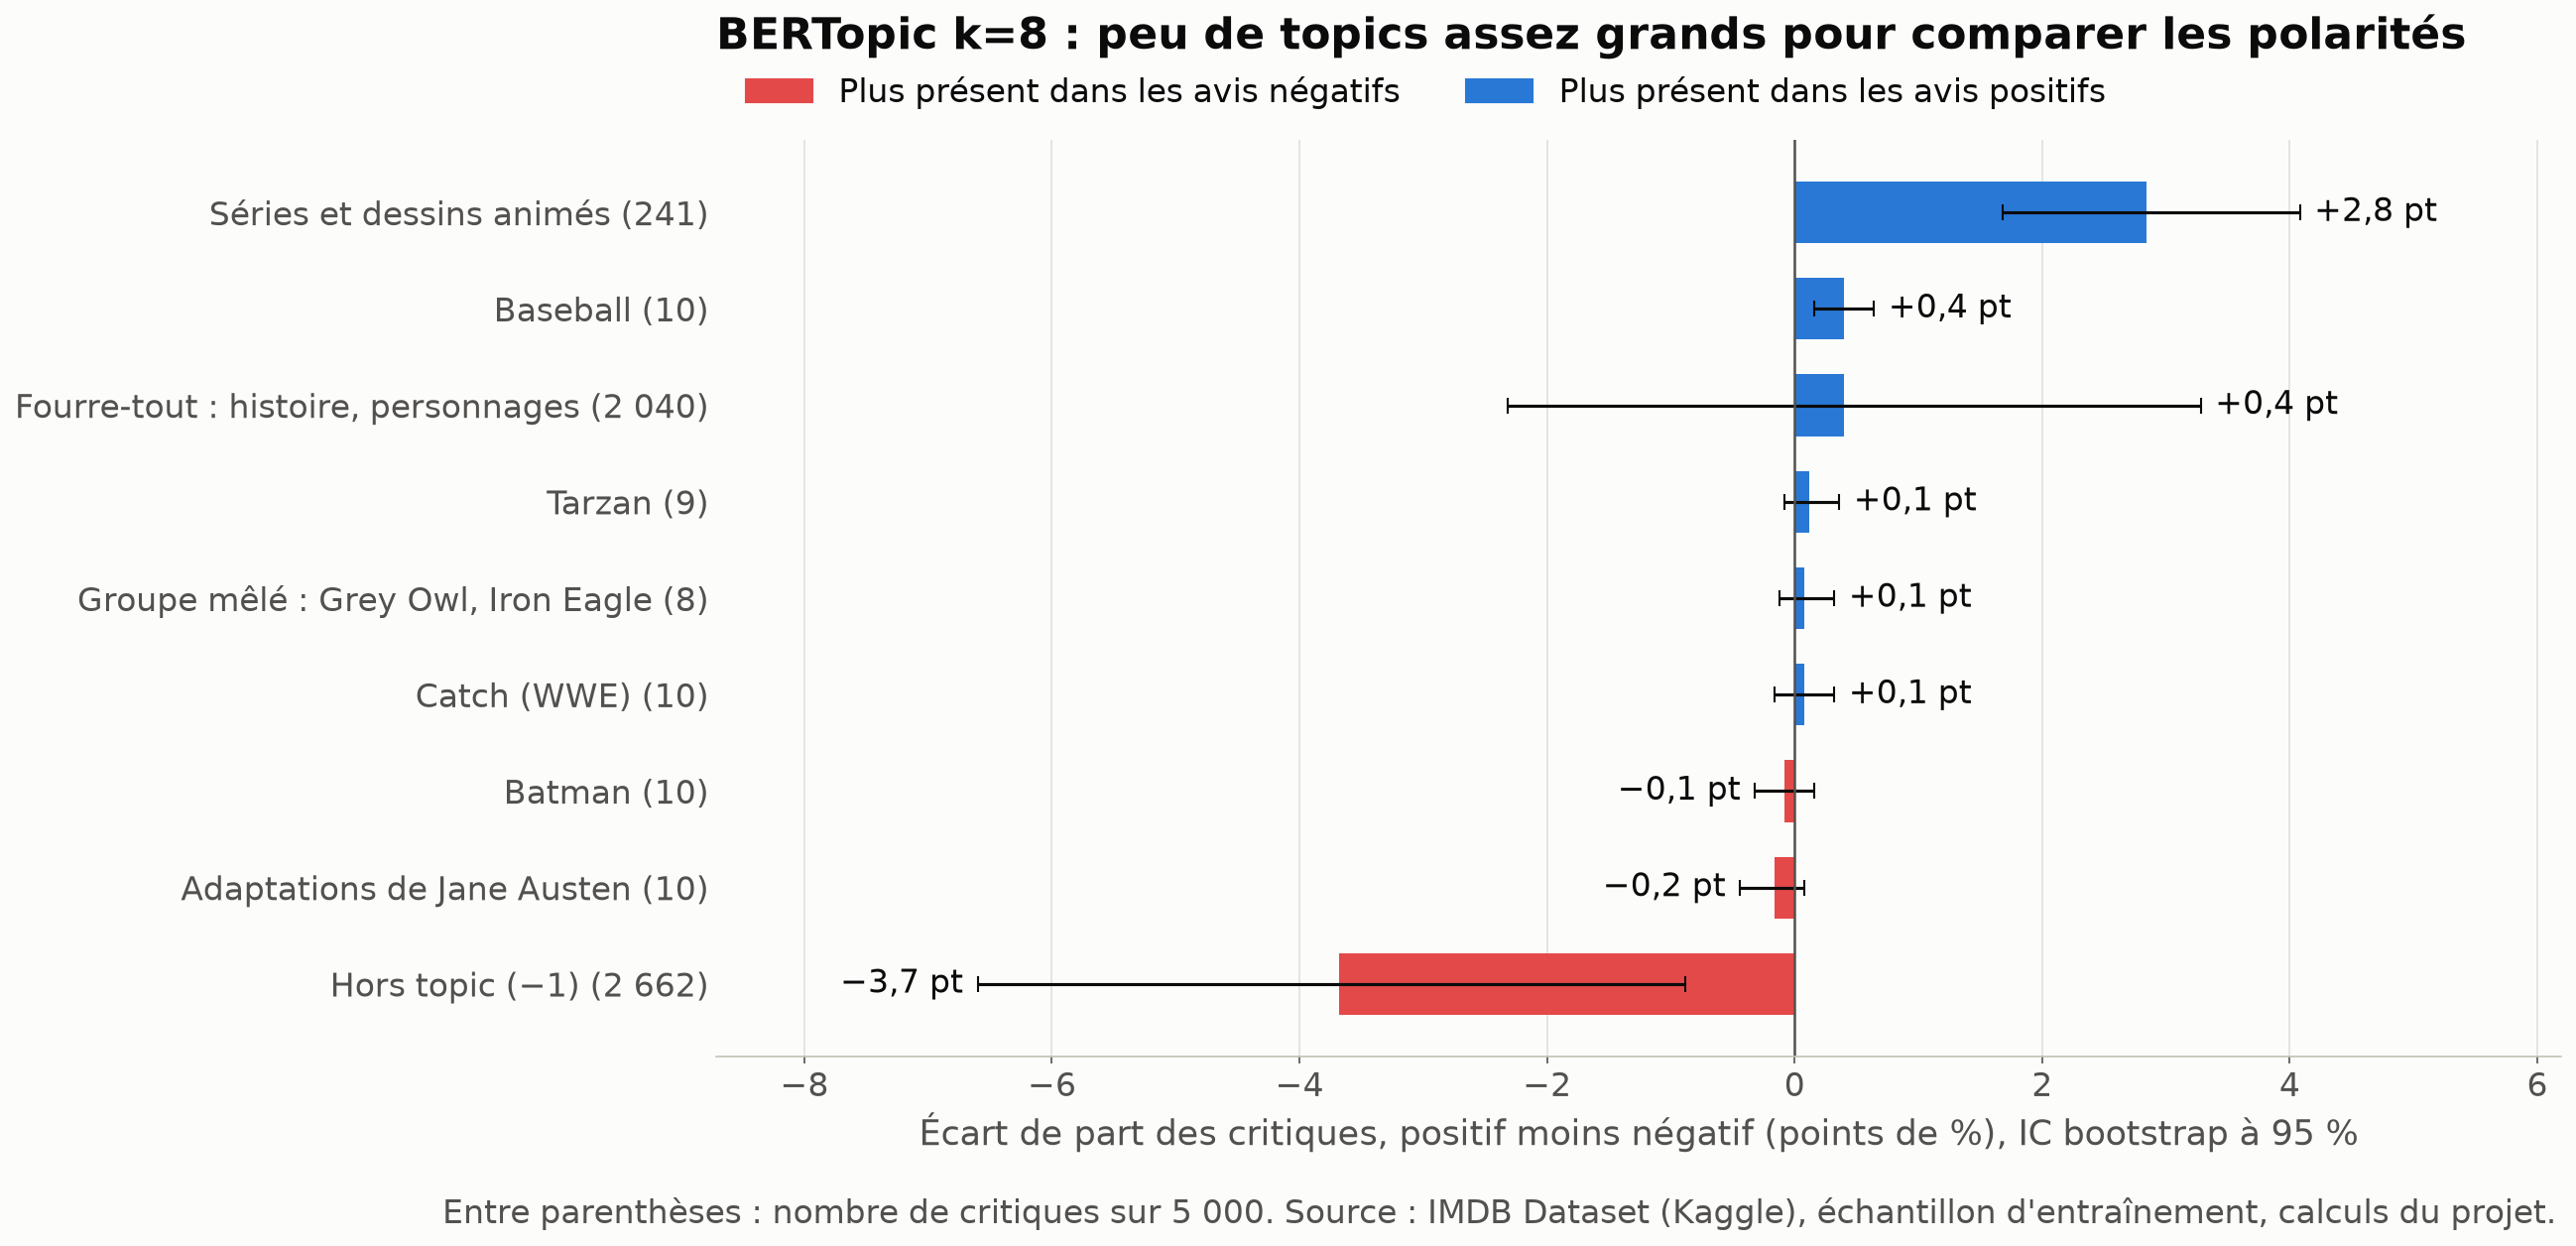 BERTopic k=8 : peu de topics assez grands pour comparer les polarités
Plus présent dans les avis négatifs
Plus présent dans les avis positifs
Séries et dessins animés (241)
+2,8 pt
Baseball (10)
+0,4 pt
Fourre-tout : histoire, personnages (2 040)
+0,4 pt
Tarzan (9)
+0,1 pt
Groupe mêlé : Grey Owl, Iron Eagle (8)
+0,1 pt
Catch (WWE) (10)
+0,1 pt
Batman (10)
−0,1 pt
Adaptations de Jane Austen (10)
−0,2 pt
Hors topic (−1) (2 662)
−3,7 pt
−8 −6 −4 −2 0 2 4 6
Écart de part des critiques, positif moins négatif (points de %), IC bootstrap à 95 %
Entre parenthèses : nombre de critiques sur 5 000. Source : IMDB Dataset (Kaggle), échantillon d'entraînement, calculs du projet.